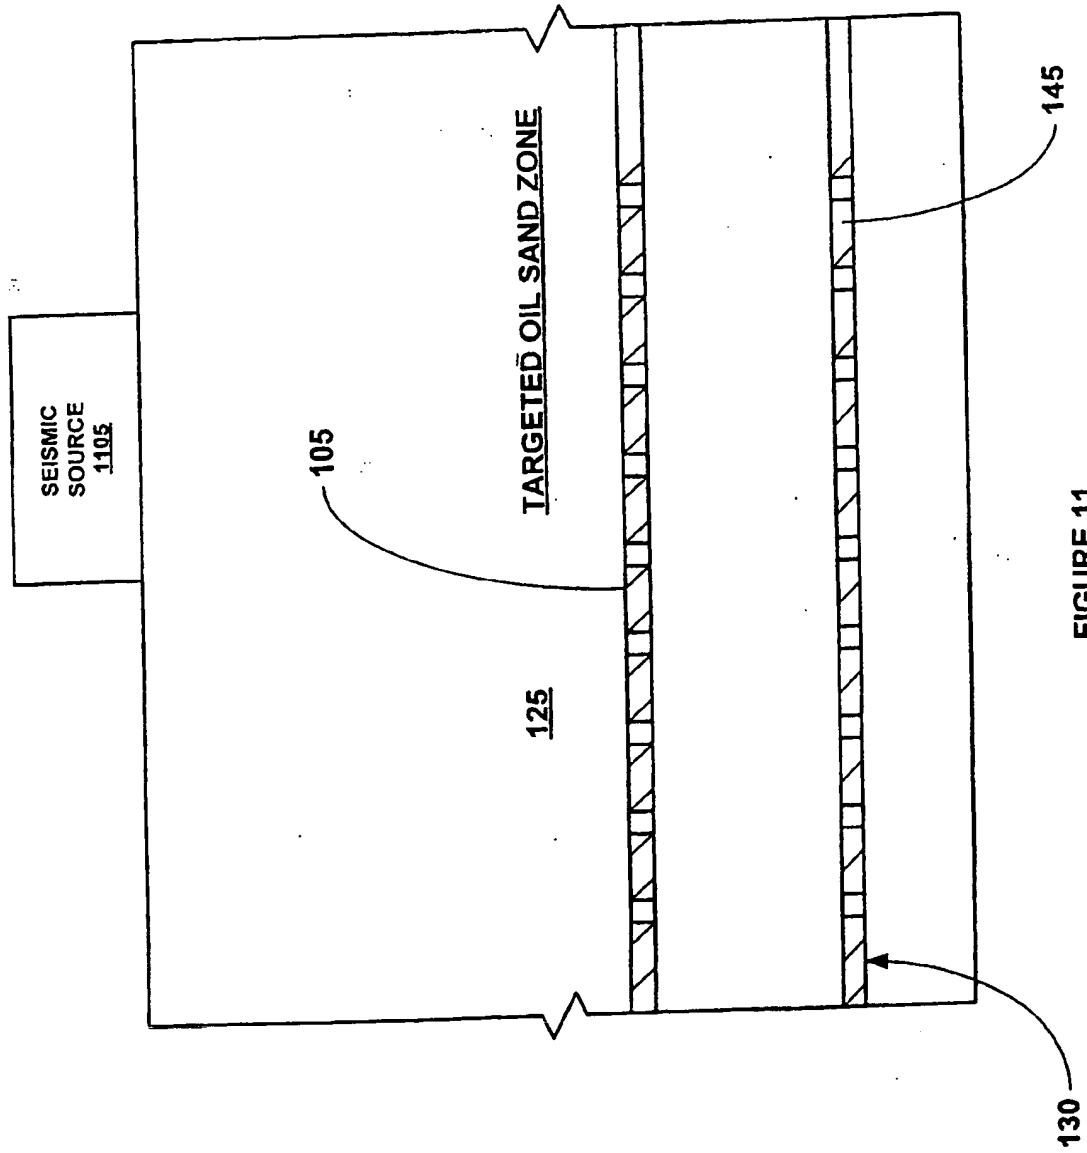 SEISMIC
SOURCE
1105
105
125
TARGETED OIL SAND ZONE
145
130
FIGURE 11